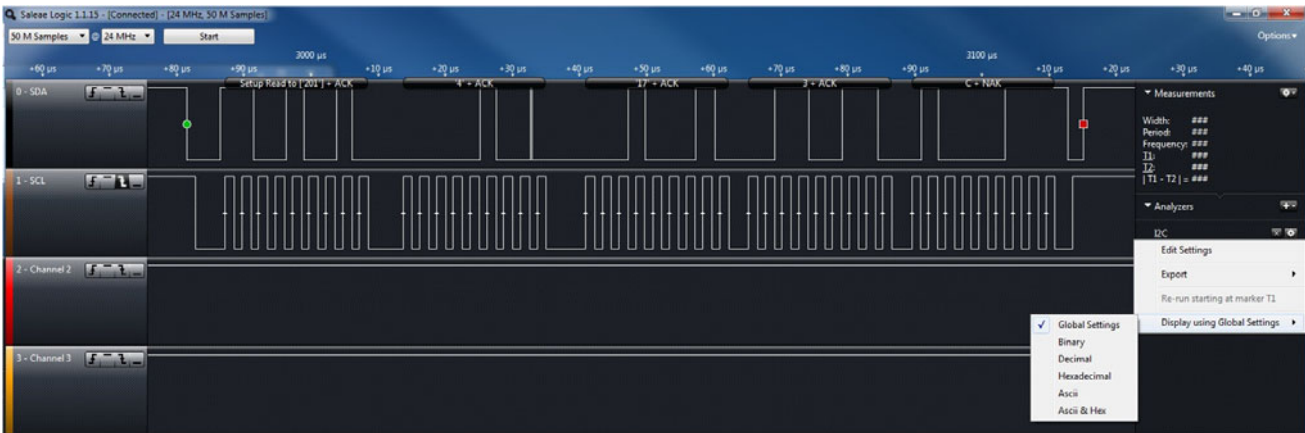 Saleae Logic 1.1.15 - [Connected] - [24 MHz, 50 M Samples]
50 M Samples @ 24 MHz Start Options
3000 µs 3100 µs
+60 µs +70 µs +80 µs +90 µs +10 µs +20 µs +30 µs +40 µs +50 µs +60 µs +70 µs +80 µs +90 µs +10 µs +20 µs +30 µs +40 µs
Setup Read to ['201'] + ACK '4' + ACK '17' + ACK 3 + ACK C + NAK
0 - SDA
1 - SCL
2 - Channel 2
3 - Channel 3
Measurements
Width: ###
Period: ###
Frequency: ###
T1: ###
T2: ###
| T1 - T2 | = ###
Analyzers
I2C
Edit Settings
Export
Re-run starting at marker T1
Display using Global Settings
Global Settings
Binary
Decimal
Hexadecimal
Ascii
Ascii & Hex